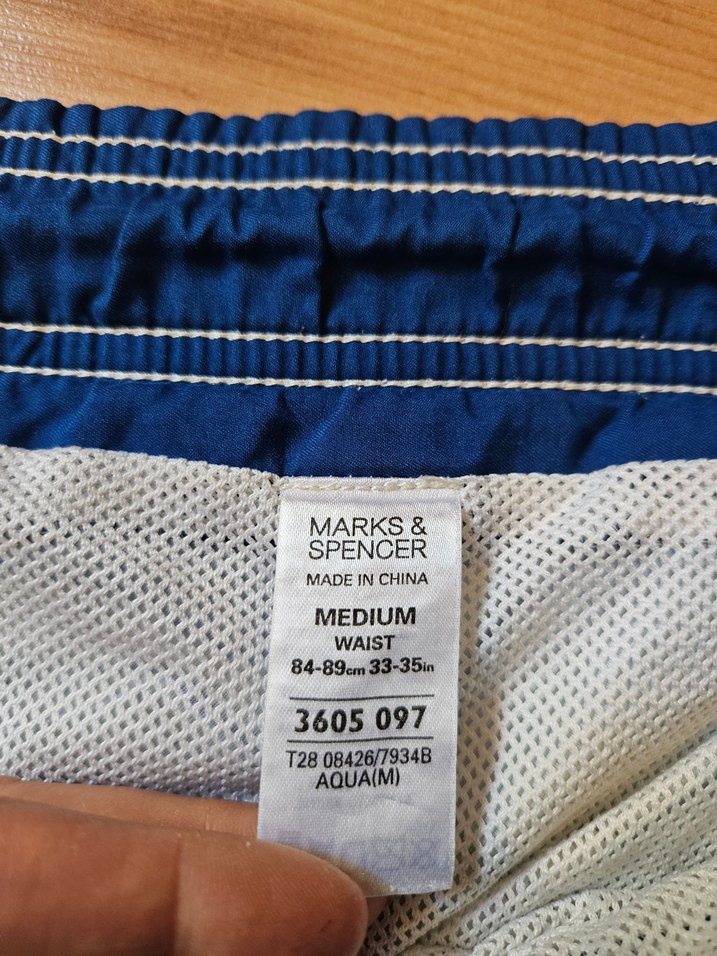 MARKS &
SPENCER
MADE IN CHINA
MEDIUM
WAIST
84-89cm 33-35in
3605 097
T28 08426/7934B
AQUA(M)